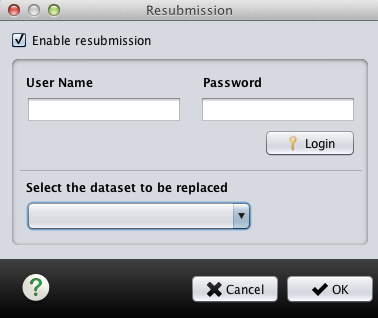 Resubmission
Enable resubmission
User Name Password
Login
Select the dataset to be replaced
? Cancel OK